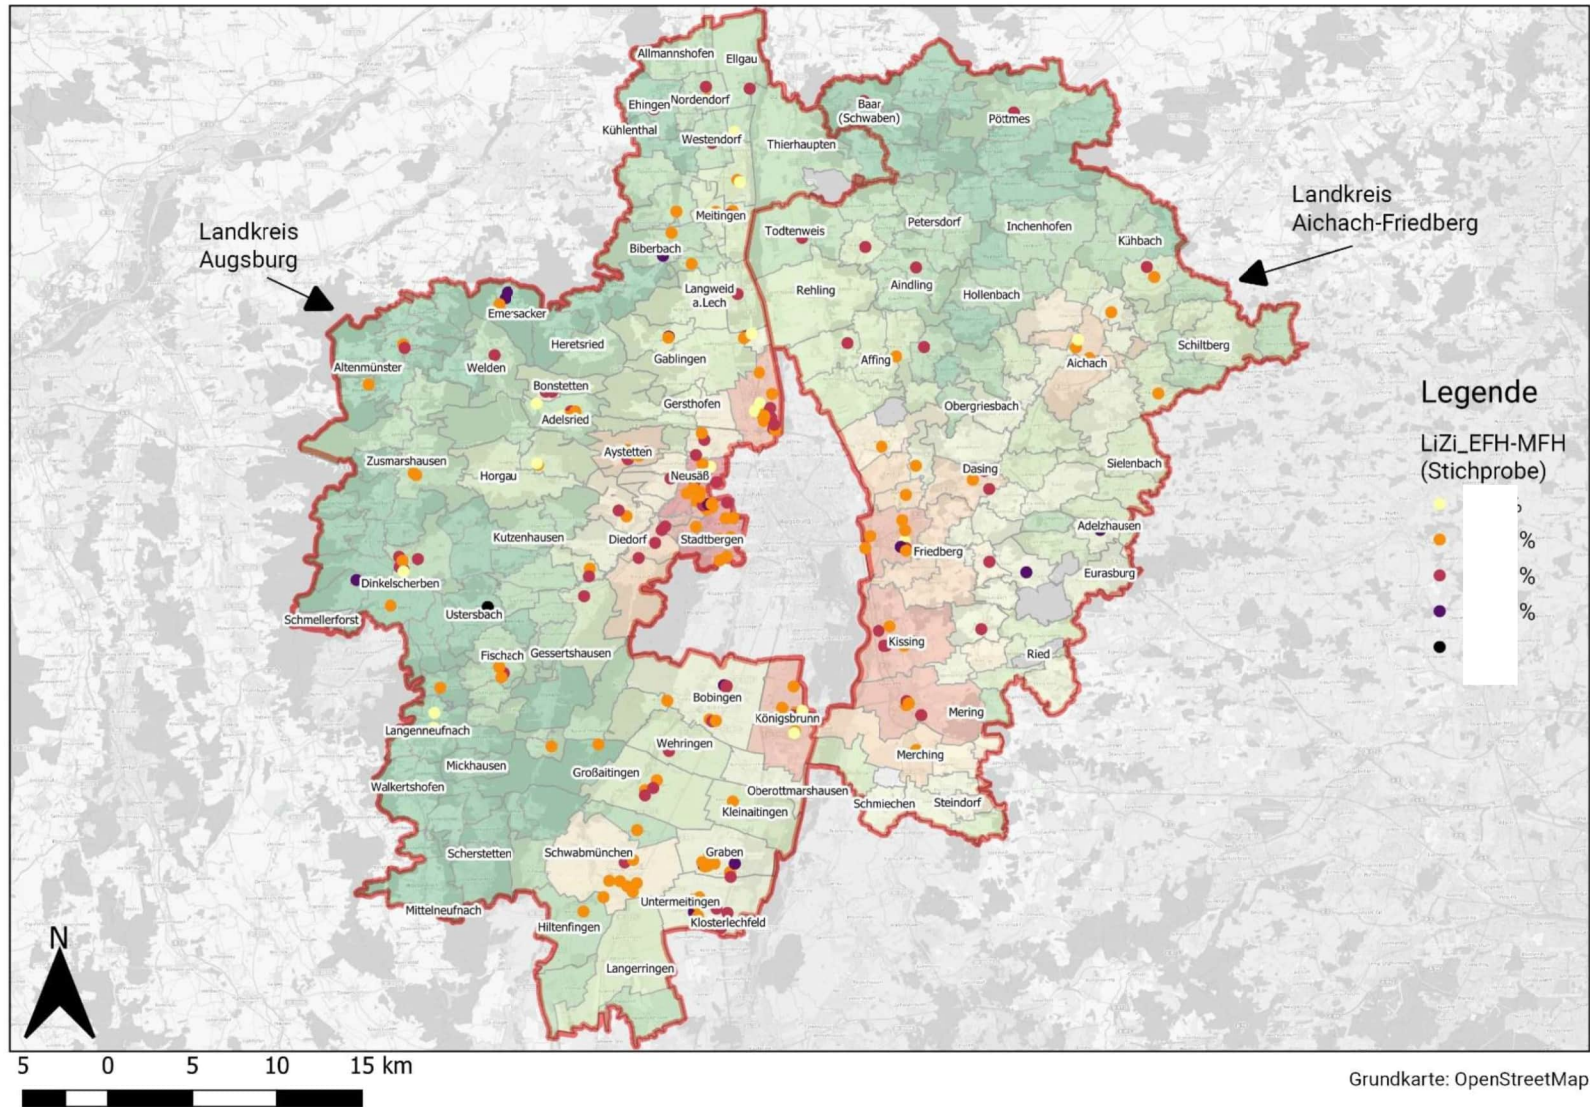 Allmannshofen
Ellgau
Ehingen
Nordendorf
Baar
(Schwaben)
Pöttmes
Kühlenthal
Westendorf
Thierhaupten
Landkreis
Augsburg
Landkreis
Aichach-Friedberg
Meitingen
Todtenweis
Petersdorf
Inchenhofen
Kühbach
Biberbach
Langweid
a.Lech
Rehling
Aindling
Hollenbach
Emersacker
Heretsried
Gablingen
Altenmünster
Welden
Affing
Aichach
Schiltberg
Bonstetten
Adelsried
Gersthofen
Obergriesbach
Legende
LiZi_EFH-MFH
(Stichprobe)
%
%
%
Zusmarshausen
Horgau
Aystetten
Neusäß
Dasing
Sielenbach
Kutzenhausen
Diedorf
Stadtbergen
Friedberg
Adelzhausen
Eurasburg
Dinkelscherben
Ustersbach
Schmellerforst
Fischach
Gessertshausen
Kissing
Ried
Bobingen
Königsbrunn
Mering
Langenneufnach
Wehringen
Merching
Mickhausen
Großaitingen
Walkertshofen
Oberottmarshausen
Kleinaitingen
Schmiechen
Steindorf
Scherstetten
Schwabmünchen
Graben
Mittelneufnach
Untermeitingen
Hiltenfingen
Klosterlechfeld
Langerringen
N
5 0 5 10 15 km
Grundkarte: OpenStreetMap